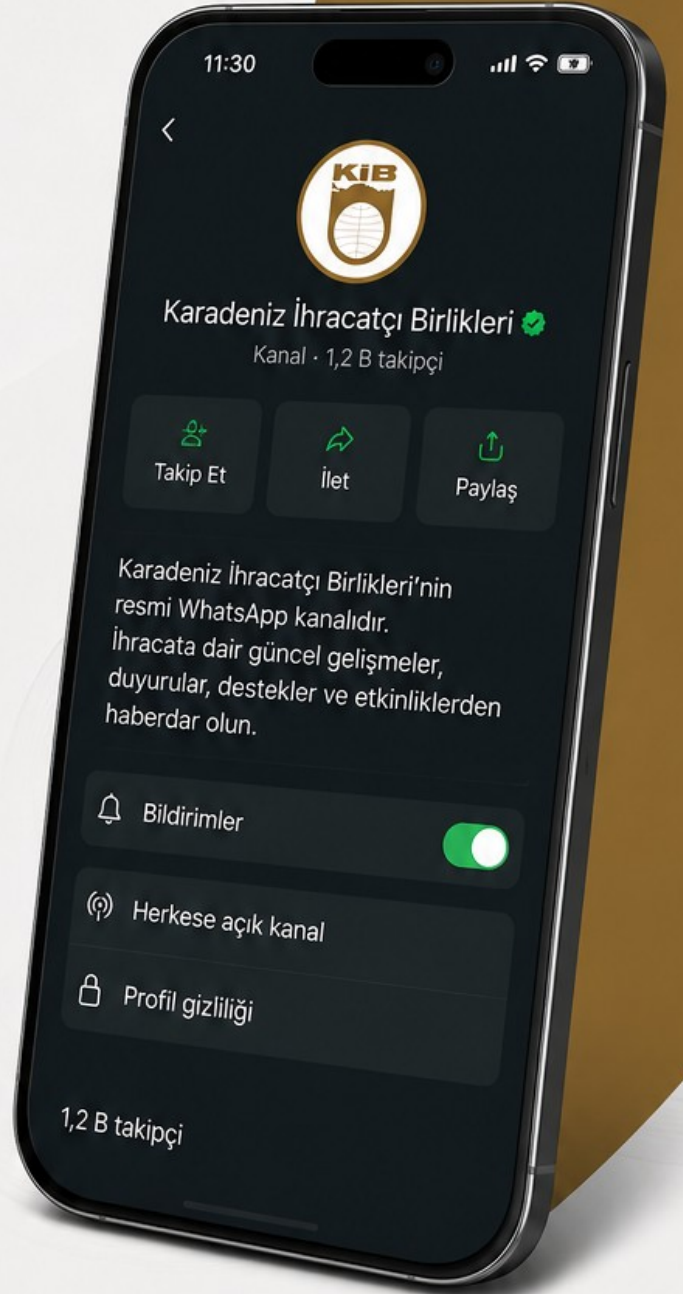 11:30
KiB
Karadeniz İhracatçı Birlikleri
Kanal · 1,2 B takipçi
Takip Et
İlet
Paylaş
Karadeniz İhracatçı Birlikleri’nin
resmi WhatsApp kanalıdır.
İhracata dair güncel gelişmeler,
duyurular, destekler ve etkinliklerden
haberdar olun.
Bildirimler
Herkese açık kanal
Profil gizliliği
1,2 B takipçi